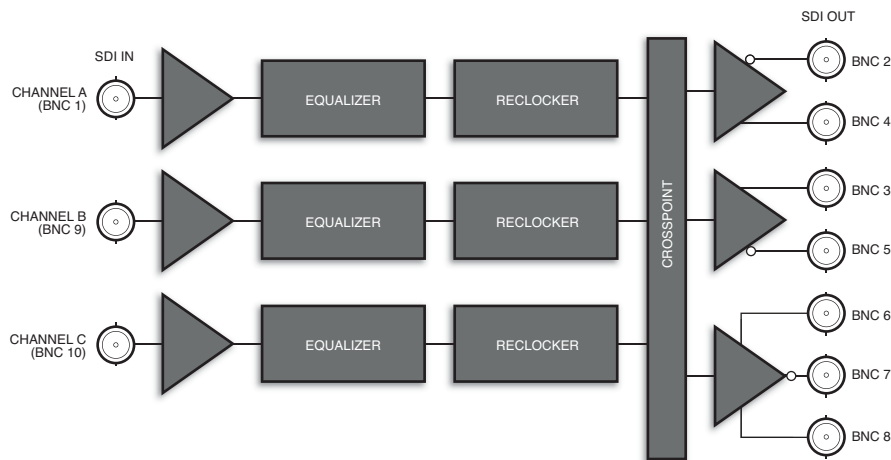 SDI OUT
SDI IN
BNC 2
CHANNEL A
(BNC 1)
EQUALIZER
RECLOCKER
BNC 4
BNC 3
CHANNEL B
(BNC 9)
EQUALIZER
RECLOCKER
CROSSPOINT
BNC 5
BNC 6
CHANNEL C
(BNC 10)
EQUALIZER
RECLOCKER
BNC 7
BNC 8